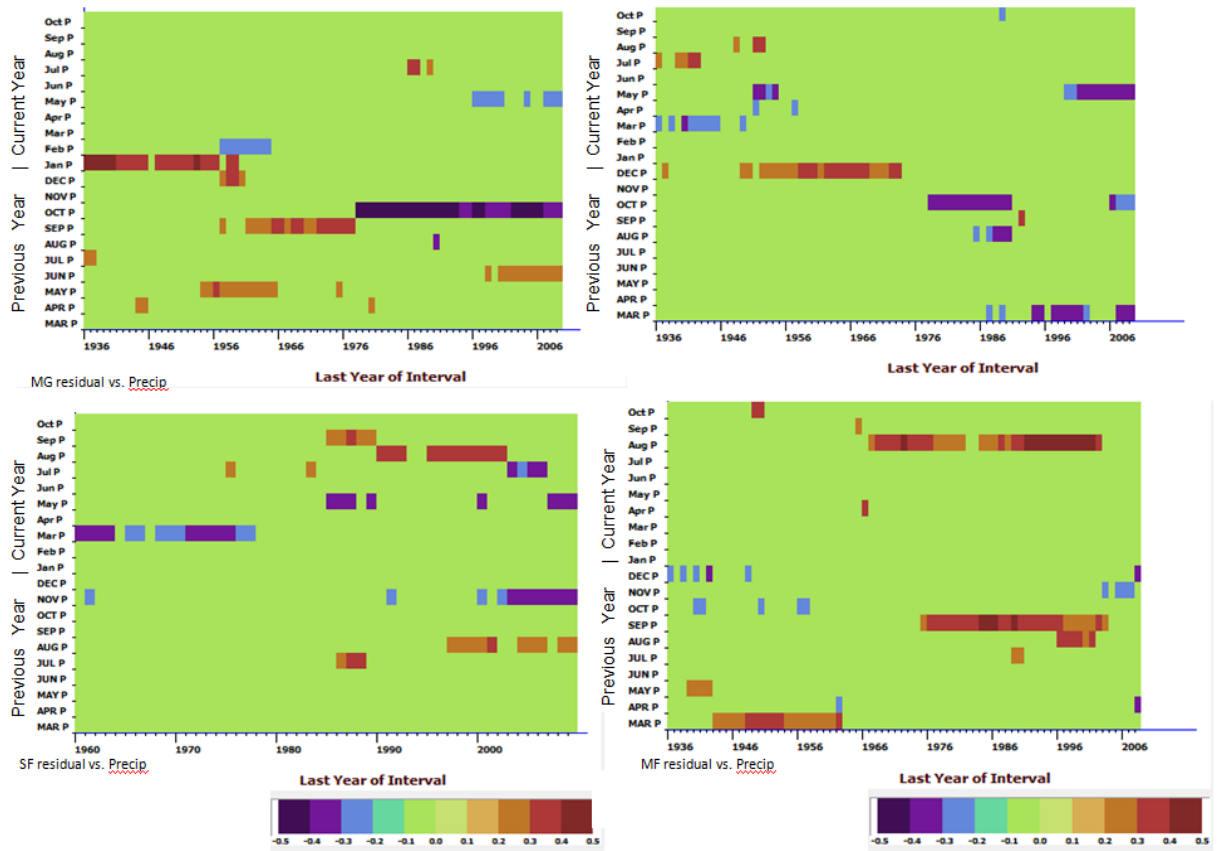 Oct P
Sep P
Aug P
Jul P
Jun P
May P
Apr P
Mar P
Feb P
Jan P
DEC P
NOV P
OCT P
SEP P
AUG P
JUL P
JUN P
MAY P
APR P
MAR P
Previous Year | Current Year
1936 1946 1956 1966 1976 1986 1996 2006
Last Year of Interval
MG residual vs. Precip
Oct P
Sep P
Aug P
Jul P
Jun P
May P
Apr P
Mar P
Feb P
Jan P
DEC P
NOV P
OCT P
SEP P
AUG P
JUL P
JUN P
MAY P
APR P
MAR P
Previous Year | Current Year
1936 1946 1956 1966 1976 1986 1996 2006
Last Year of Interval
Oct P
Sep P
Aug P
Jul P
Jun P
May P
Apr P
Mar P
Feb P
Jan P
DEC P
NOV P
OCT P
SEP P
AUG P
JUL P
JUN P
MAY P
APR P
MAR P
Previous Year | Current Year
1960 1970 1980 1990 2000
SF residual vs. Precip
Last Year of Interval
-0.5 -0.4 -0.3 -0.2 -0.1 0.0 0.1 0.2 0.3 0.4 0.5
Oct P
Sep P
Aug P
Jul P
Jun P
May P
Apr P
Mar P
Feb P
Jan P
DEC P
NOV P
OCT P
SEP P
AUG P
JUL P
JUN P
MAY P
APR P
MAR P
Previous Year | Current Year
1936 1946 1956 1966 1976 1986 1996 2006
MF residual vs. Precip
Last Year of Interval
-0.5 -0.4 -0.3 -0.2 -0.1 0.0 0.1 0.2 0.3 0.4 0.5